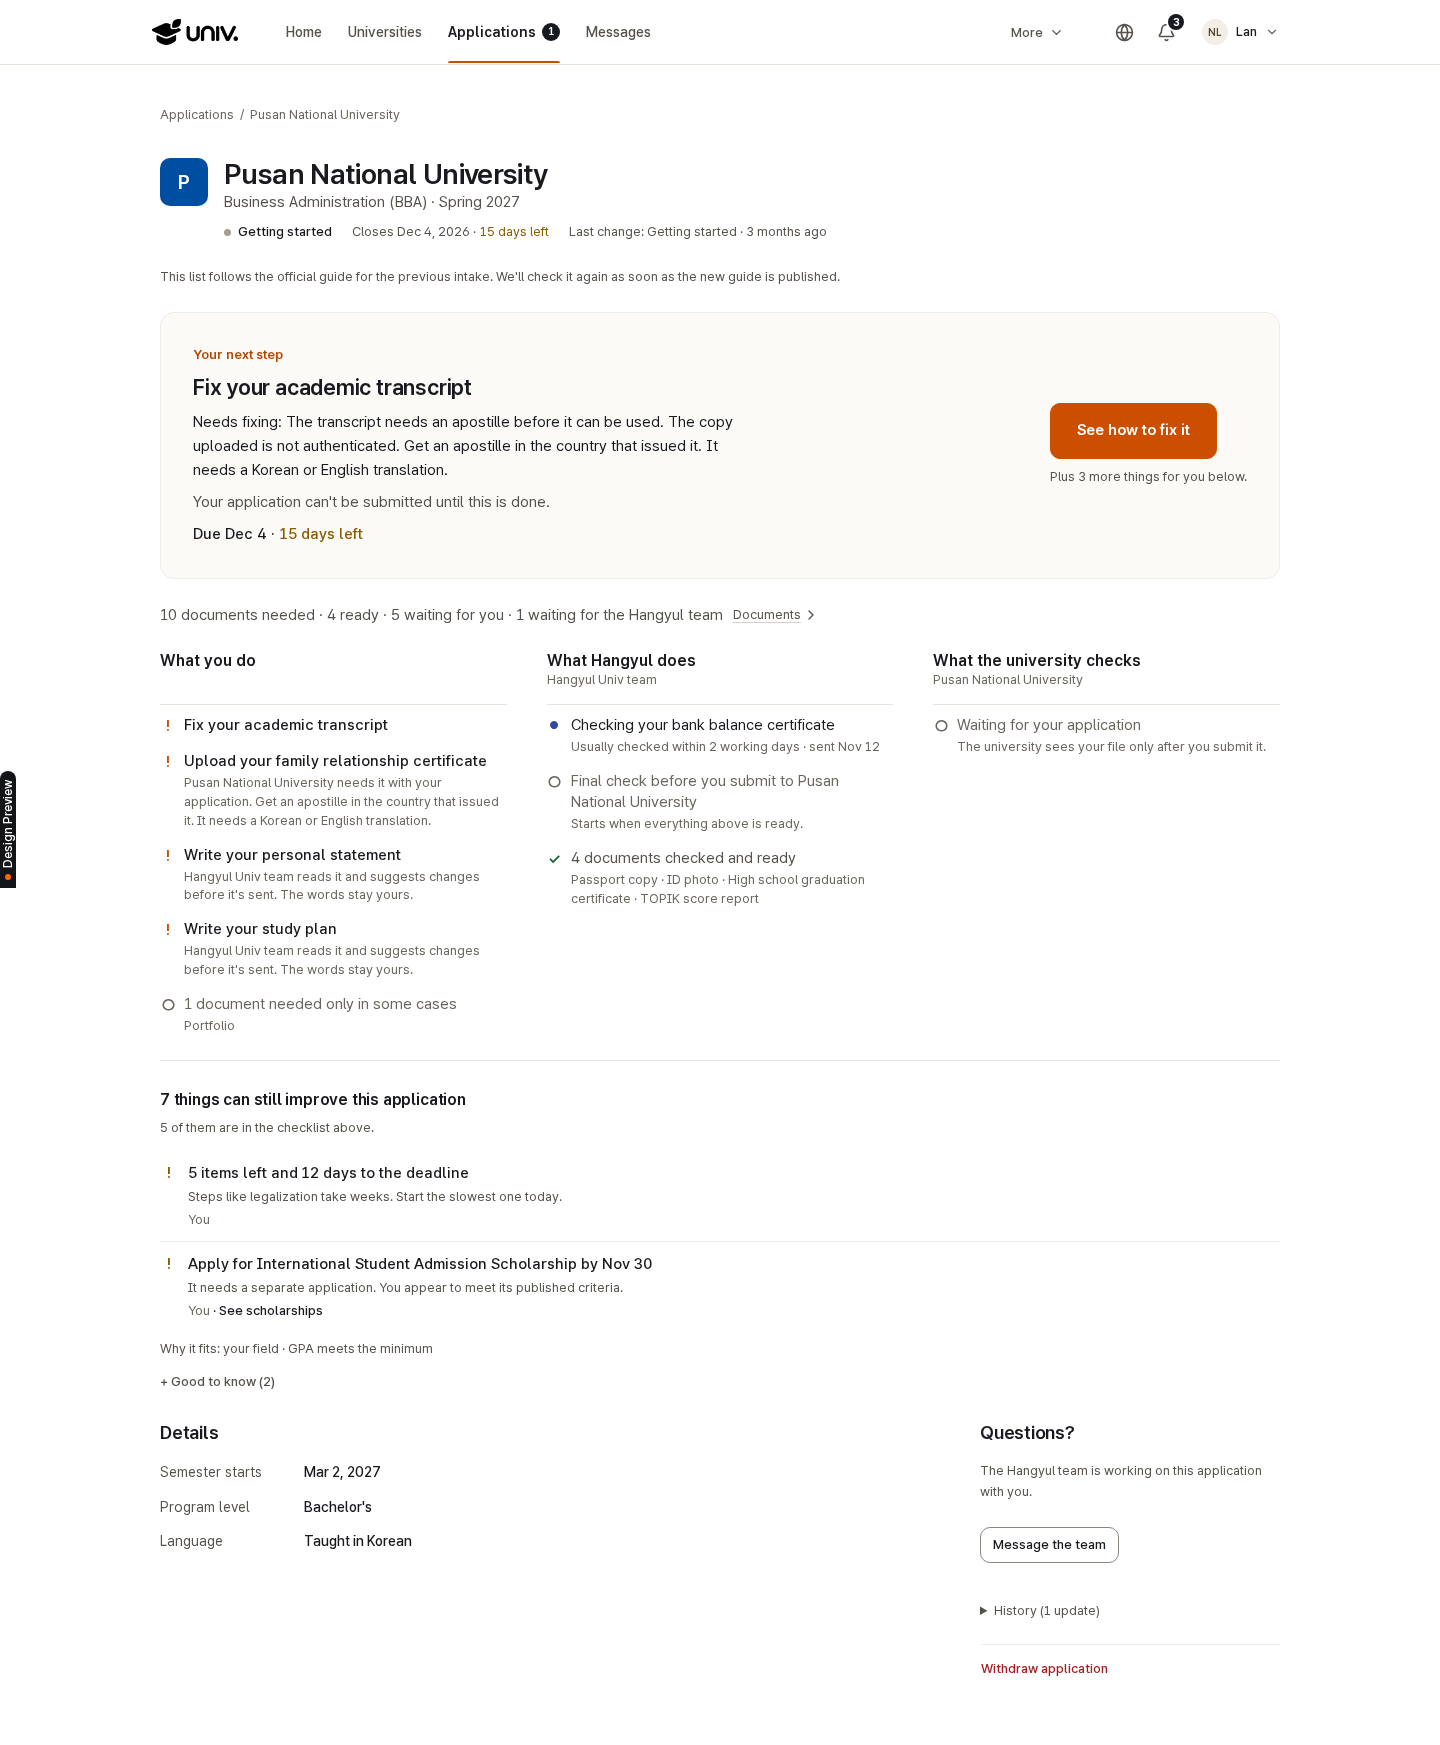 univ.
Home
Universities
Applications 1
Messages
More
3
NL
Lan
Applications / Pusan National University
P
Pusan National University
Business Administration (BBA) · Spring 2027
Getting started
Closes Dec 4, 2026 · 15 days left
Last change: Getting started · 3 months ago
This list follows the official guide for the previous intake. We'll check it again as soon as the new guide is published.
Your next step
Fix your academic transcript
Needs fixing: The transcript needs an apostille before it can be used. The copy
uploaded is not authenticated. Get an apostille in the country that issued it. It
needs a Korean or English translation.
Your application can't be submitted until this is done.
Due Dec 4 · 15 days left
See how to fix it
Plus 3 more things for you below.
10 documents needed · 4 ready · 5 waiting for you · 1 waiting for the Hangyul team
Documents
What you do
! Fix your academic transcript
! Upload your family relationship certificate
Pusan National University needs it with your
application. Get an apostille in the country that issued
it. It needs a Korean or English translation.
! Write your personal statement
Hangyul Univ team reads it and suggests changes
before it's sent. The words stay yours.
! Write your study plan
Hangyul Univ team reads it and suggests changes
before it's sent. The words stay yours.
1 document needed only in some cases
Portfolio
What Hangyul does
Hangyul Univ team
Checking your bank balance certificate
Usually checked within 2 working days · sent Nov 12
Final check before you submit to Pusan
National University
Starts when everything above is ready.
4 documents checked and ready
Passport copy · ID photo · High school graduation
certificate · TOPIK score report
What the university checks
Pusan National University
Waiting for your application
The university sees your file only after you submit it.
Design Preview
7 things can still improve this application
5 of them are in the checklist above.
! 5 items left and 12 days to the deadline
Steps like legalization take weeks. Start the slowest one today.
You
! Apply for International Student Admission Scholarship by Nov 30
It needs a separate application. You appear to meet its published criteria.
You · See scholarships
Why it fits: your field · GPA meets the minimum
+ Good to know (2)
Details
Semester starts Mar 2, 2027
Program level Bachelor's
Language Taught in Korean
Questions?
The Hangyul team is working on this application
with you.
Message the team
History (1 update)
Withdraw application